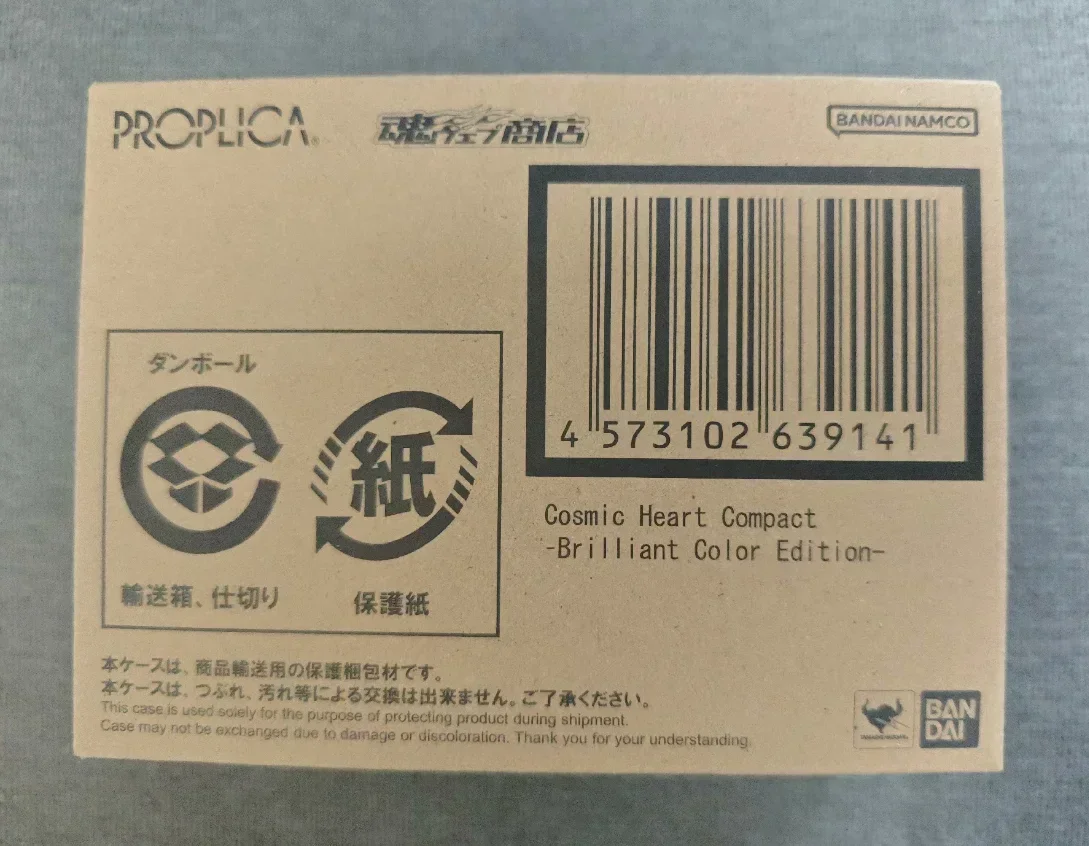 PROPLICA®
魂ウェブ商店
BANDAI NAMCO
4 573102 639141
Cosmic Heart Compact
-Brilliant Color Edition-
ダンボール
紙
輸送箱、仕切り
保護紙
本ケースは、商品輸送用の保護梱包材です。
本ケースは、つぶれ、汚れ等による交換は出来ません。ご了承ください。
This case is used solely for the purpose of protecting product during shipment.
Case may not be exchanged due to damage or discoloration. Thank you for your understanding.
TAMASHII NATIONS
BAN
DAI